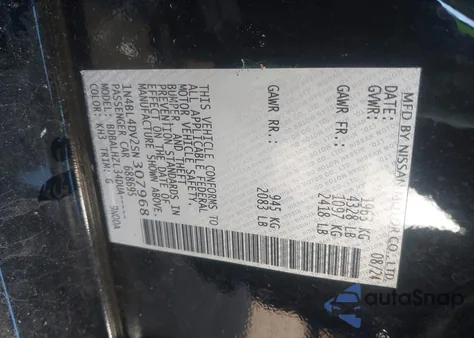 MFD BY NISSAN MOTOR CO.,LTD.
DATE: 08/24
GVWR: 1963 KG
4328 LB
GAWR FR: 1097 KG
2418 LB
GAWR RR: 945 KG
2083 LB
THIS VEHICLE CONFORMS TO
ALL APPLICABLE FEDERAL
MOTOR VEHICLE SAFETY,
BUMPER, AND THEFT
PREVENTION STANDARDS IN
EFFECT ON THE DATE OF
MANUFACTURE SHOWN ABOVE.
PASSENGER CAR
COLOR: KH3 TRIM: G
autoSnap